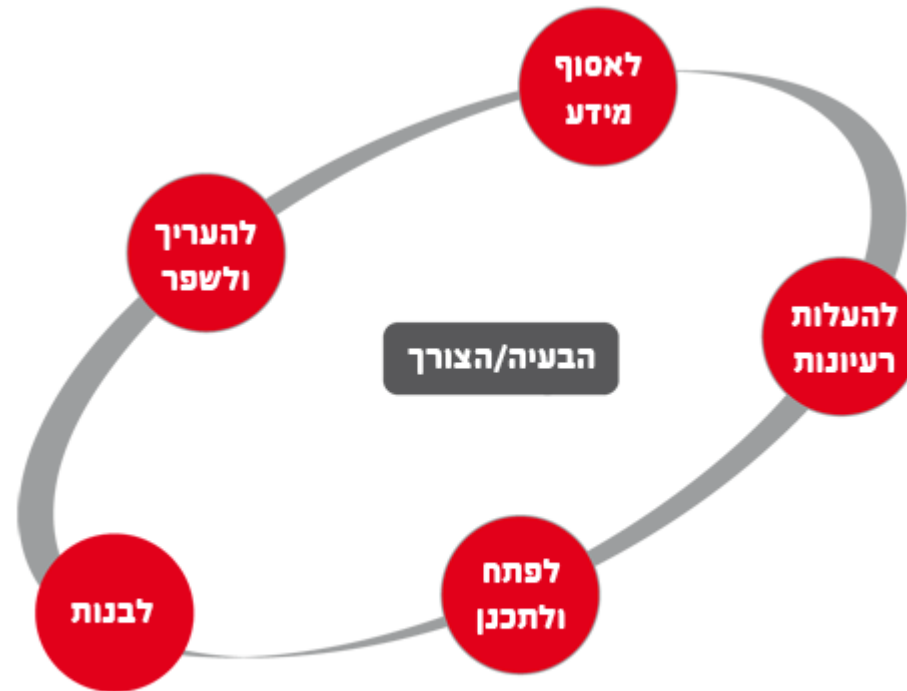 לאסוף
מידע
להעלות
רעיונות
לפתח
ולתכנן
לבנות
להעריך
ולשפר
הבעיה/הצורך